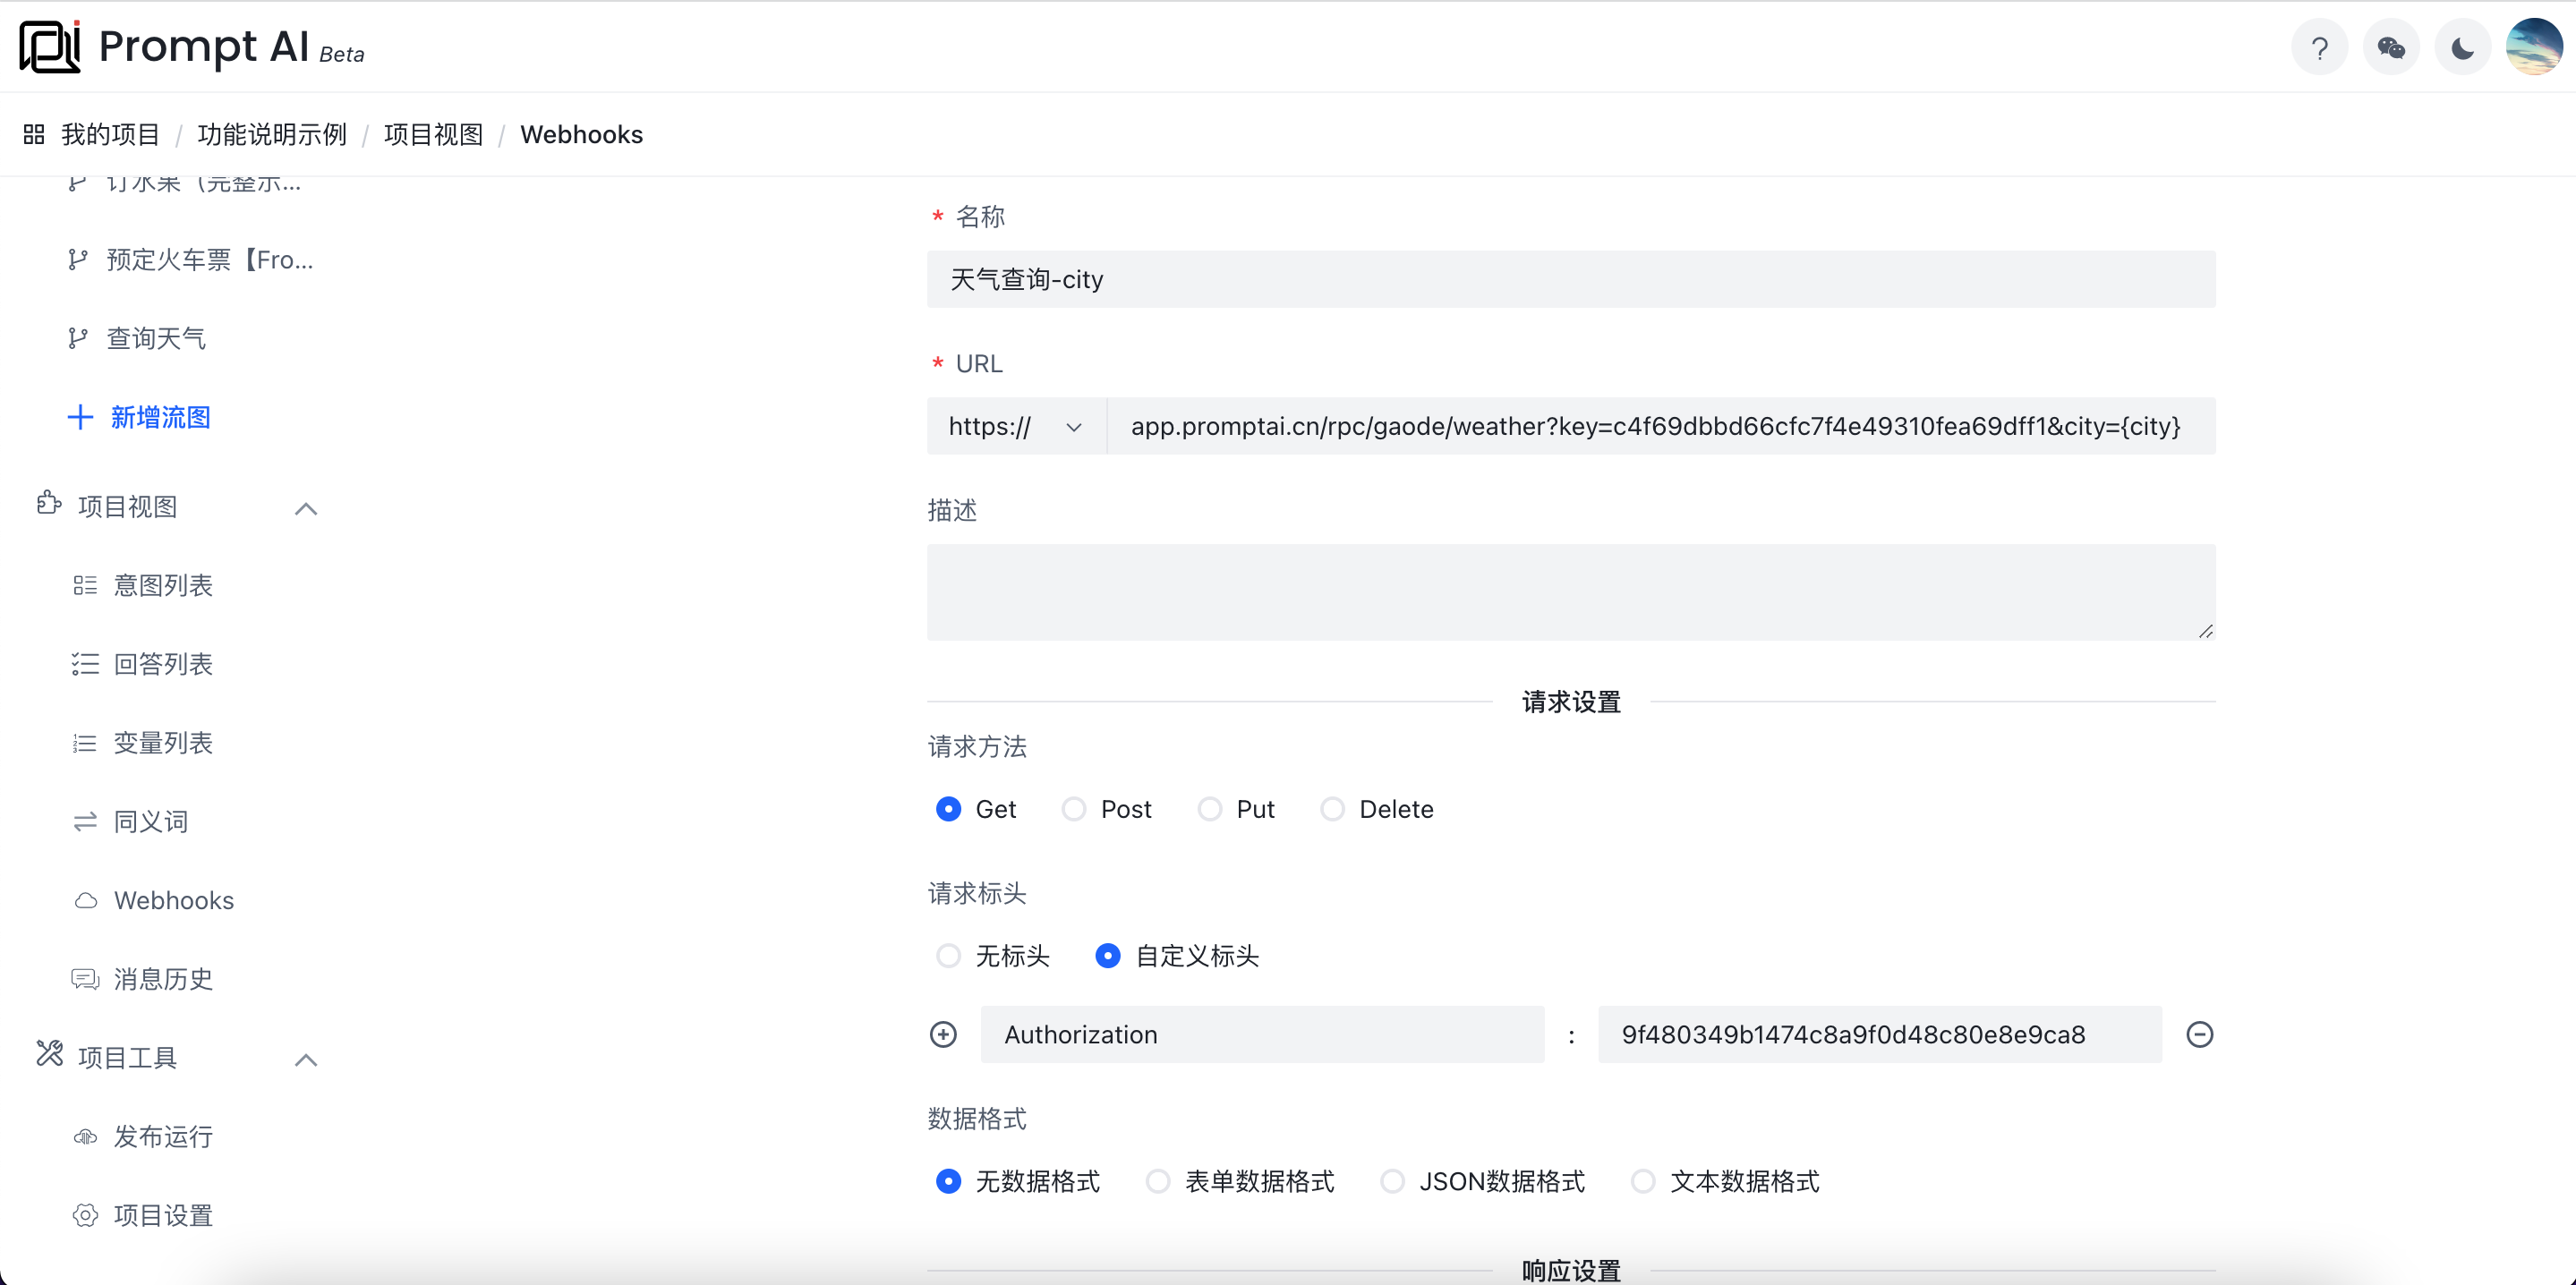 Prompt AI Beta
我的项目 / 功能说明示例 / 项目视图 / Webhooks
订水果（完整示...
预定火车票【Fro...
查询天气
新增流图
项目视图
意图列表
回答列表
变量列表
同义词
Webhooks
消息历史
项目工具
发布运行
项目设置
* 名称
天气查询-city
* URL
https:// app.promptai.cn/rpc/gaode/weather?key=c4f69dbbd66cfc7f4e49310fea69dff1&city={city}
描述
请求设置
请求方法
Get Post Put Delete
请求标头
无标头 自定义标头
Authorization : 9f480349b1474c8a9f0d48c80e8e9ca8
数据格式
无数据格式 表单数据格式 JSON数据格式 文本数据格式
响应设置